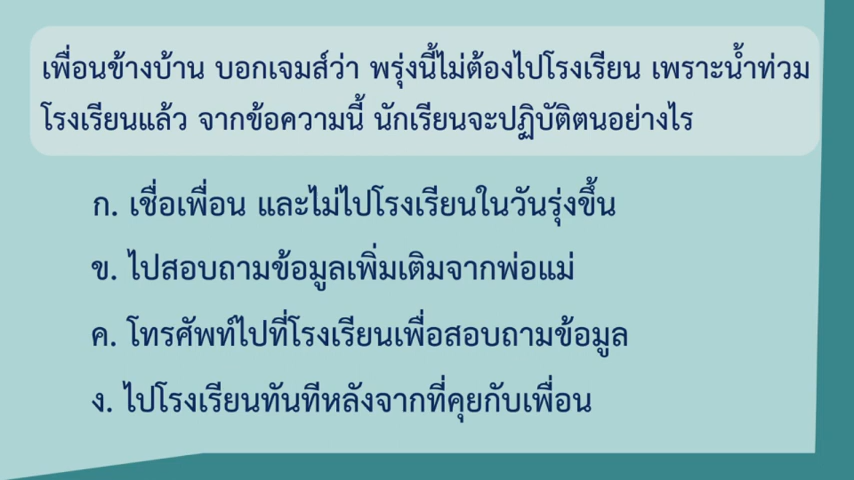 เพื่อนข้างบ้าน บอกเจมส์ว่า พรุ่งนี้ไม่ต้องไปโรงเรียน เพราะน้ำท่วม
โรงเรียนแล้ว จากข้อความนี้ นักเรียนจะปฏิบัติตนอย่างไร
ก. เชื่อเพื่อน และไม่ไปโรงเรียนในวันรุ่งขึ้น
ข. ไปสอบถามข้อมูลเพิ่มเติมจากพ่อแม่
ค. โทรศัพท์ไปที่โรงเรียนเพื่อสอบถามข้อมูล
ง. ไปโรงเรียนทันทีหลังจากที่คุยกับเพื่อน